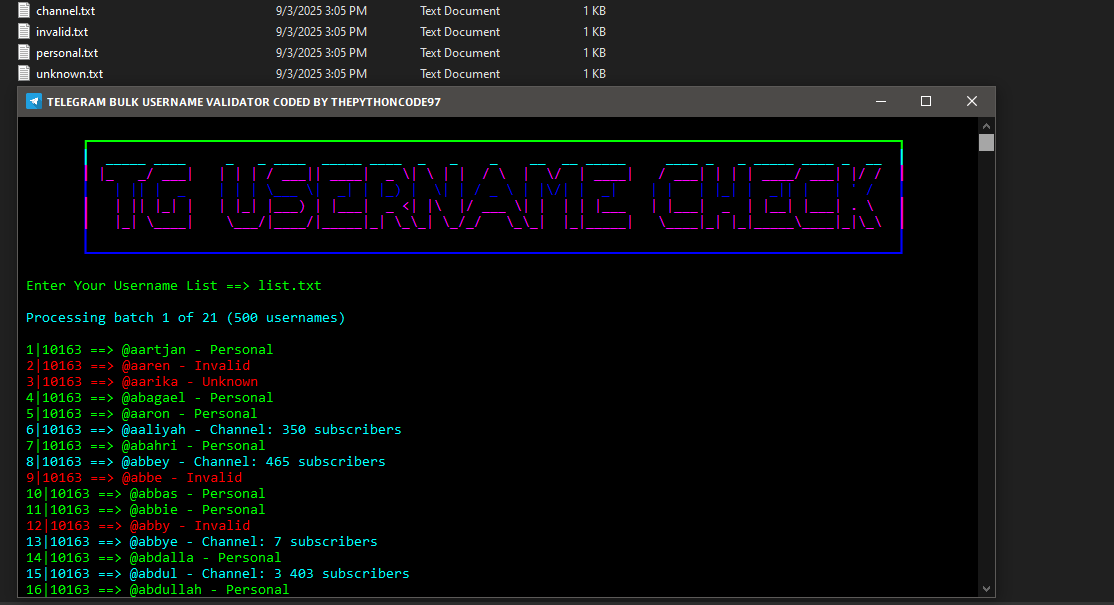 channel.txt 9/3/2025 3:05 PM Text Document 1 KB
invalid.txt 9/3/2025 3:05 PM Text Document 1 KB
personal.txt 9/3/2025 3:05 PM Text Document 1 KB
unknown.txt 9/3/2025 3:05 PM Text Document 1 KB
TELEGRAM BULK USERNAME VALIDATOR CODED BY THEPYTHONCODE97
TG USERNAME CHECK
Enter Your Username List ==> list.txt
Processing batch 1 of 21 (500 usernames)
1|10163 ==> @aartjan - Personal
2|10163 ==> @aaren - Invalid
3|10163 ==> @aarika - Unknown
4|10163 ==> @abagael - Personal
5|10163 ==> @aaron - Personal
6|10163 ==> @aaliyah - Channel: 350 subscribers
7|10163 ==> @abahri - Personal
8|10163 ==> @abbey - Channel: 465 subscribers
9|10163 ==> @abbe - Invalid
10|10163 ==> @abbas - Personal
11|10163 ==> @abbie - Personal
12|10163 ==> @abby - Invalid
13|10163 ==> @abbye - Channel: 7 subscribers
14|10163 ==> @abdalla - Personal
15|10163 ==> @abdul - Channel: 3 403 subscribers
16|10163 ==> @abdullah - Personal